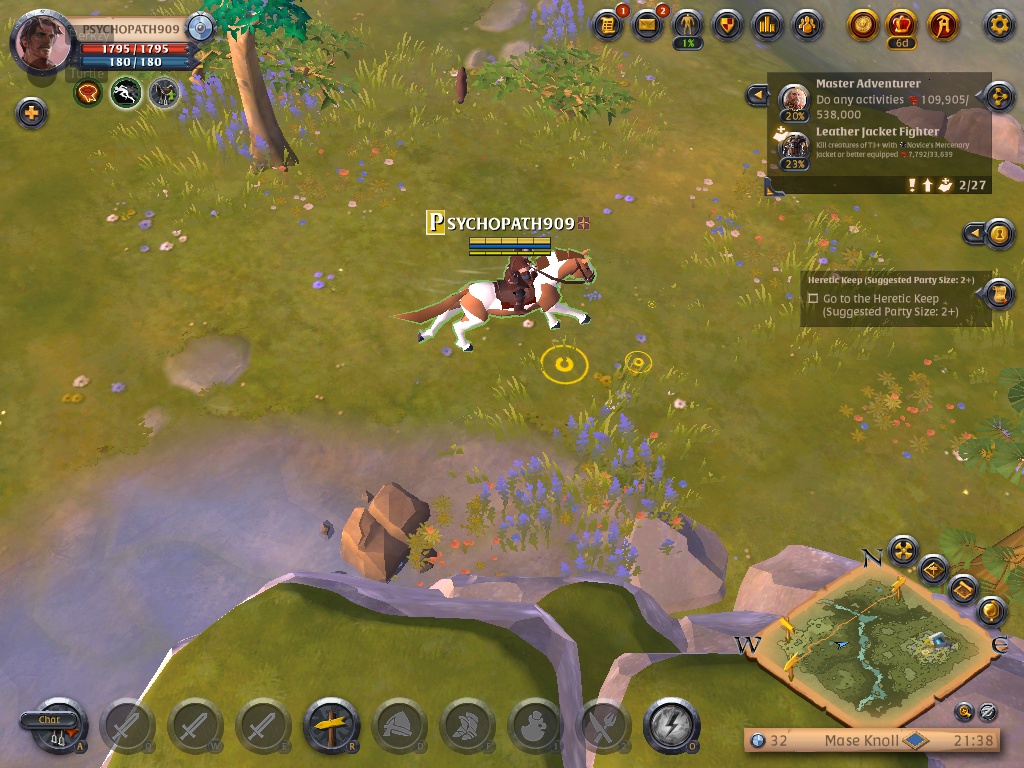 PSYCHOPATH909
1795/1795
180/180
Turtle
1
2
1%
6d
Master Adventurer
Do any activities 109,905/
538,000
20%
Leather Jacket Fighter
Kill creatures of T3+ with Novice's Mercenary
Jacket or better equipped 7,792/33,639
23%
2/27
PSYCHOPATH909
Heretic Keep (Suggested Party Size: 2+)
Go to the Heretic Keep
(Suggested Party Size: 2+)
N
W
E
Chat
A
Q
W
E
R
D
F
O
32
Mase Knoll
21:38